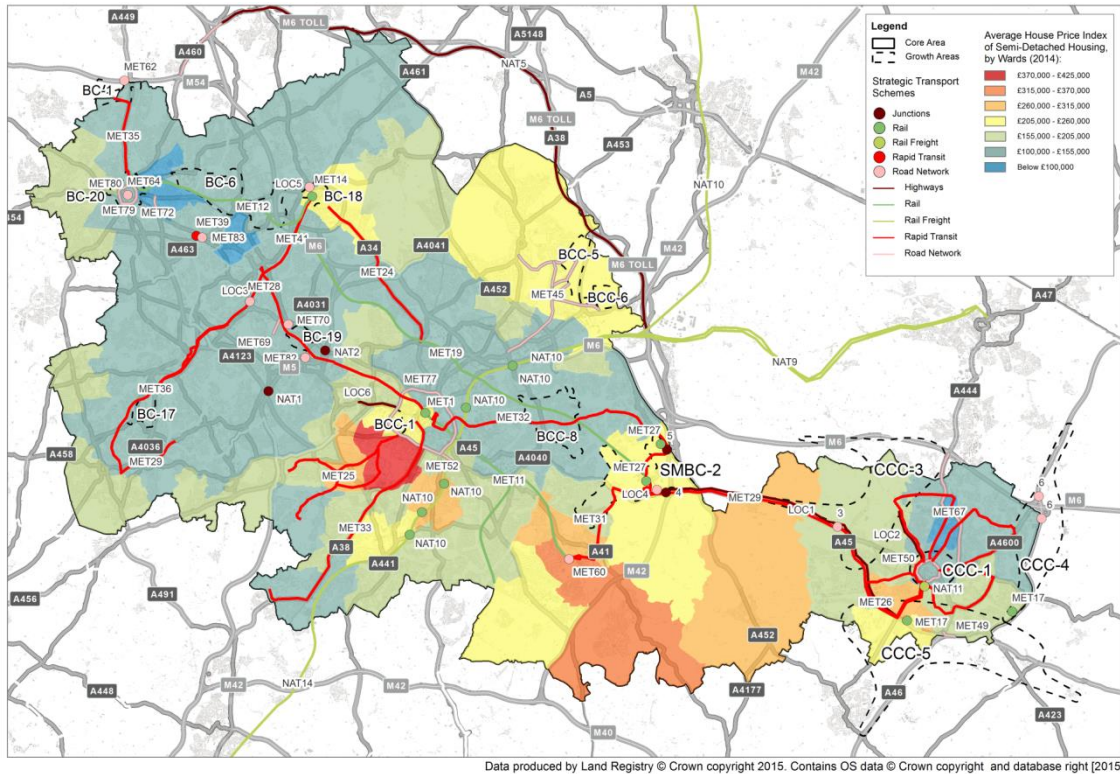 A449
M6 TOLL
A5148
A460
NAT5
M42
MET62
M54
A461
A5
BC-1
M6 TOLL
A38
A453
MET35
NAT10
MET80
MET64
BC-6
LOC5
MET14
BC-20
BC-18
454
MET79
MET72
MET12
MET39
MET41
A463
MET83
M6
A34
A4041
BCC-5
M42
MET24
M6 TOLL
MET28
A452
MET45
BCC-6
LOC3
A4031
A47
MET70
MET69
BC-19
M6
A4123
MET82
NAT2
MET19
NAT10
NAT9
M5
MET77
NAT10
A444
MET36
NAT1
LOC6
MET1
NAT10
BC-17
MET32
BCC-1
BCC-8
A4036
A45
MET27
5
M6
A458
MET29
MET52
A4040
SMBC-2
CCC-3
MET27
MET25
MET11
6
NAT10
NAT10
LOC4
4
MET29
6
M6
LOC1
3
MET67
MET33
MET31
LOC2
NAT10
A45
A4600
A38
A41
MET50
CCC-1
CCC-4
A441
M42
MET60
NAT11
A456
A491
MET26
MET17
MET17
MET49
A452
CCC-5
NAT14
A448
M42
M42
A4177
A46
A423
M40
Legend
Core Area
Growth Areas
Strategic Transport
Schemes
Junctions
Rail
Rail Freight
Rapid Transit
Road Network
Highways
Rail
Rail Freight
Rapid Transit
Road Network
Average House Price Index
of Semi-Detached Housing,
by Wards (2014):
£370,000 - £425,000
£315,000 - £370,000
£260,000 - £315,000
£205,000 - £260,000
£155,000 - £205,000
£100,000 - £155,000
Below £100,000
Data produced by Land Registry © Crown copyright 2015. Contains OS data © Crown copyright and database right [2015